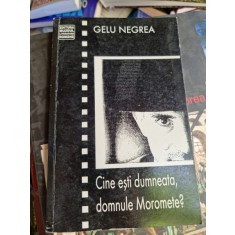 GELU NEGREA
Cine ești dumneata,
domnule Moromete?